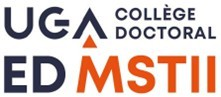 UGA COLLÈGE
DOCTORAL
ED MSTII